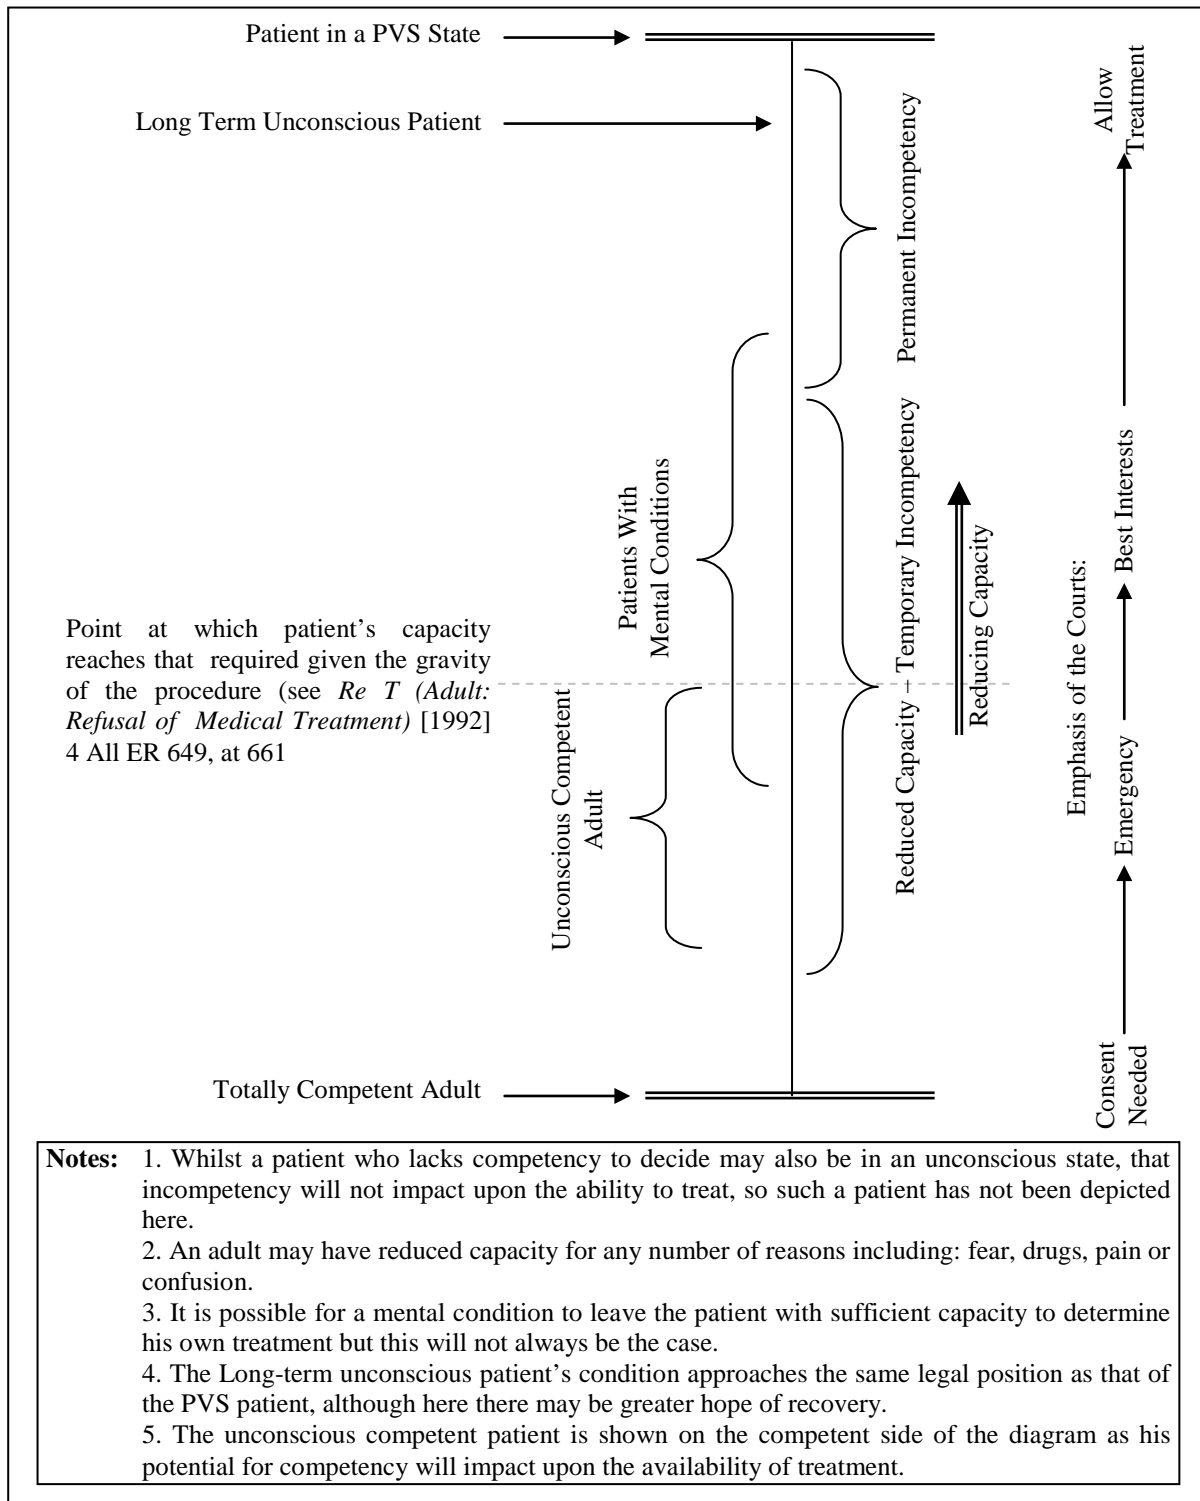 Patient in a PVS State
Long Term Unconscious Patient
Allow
Treatment
Permanent Incompetency
Patients With
Mental Conditions
Reduced Capacity – Temporary Incompetency
Reducing Capacity
Emphasis of the Courts:
Best Interests
Emergency
Consent
Needed
Point at which patient’s capacity
reaches that required given the gravity
of the procedure (see Re T (Adult:
Refusal of Medical Treatment) [1992]
4 All ER 649, at 661
Unconscious Competent
Adult
Totally Competent Adult
Notes: 1. Whilst a patient who lacks competency to decide may also be in an unconscious state, that
incompetency will not impact upon the ability to treat, so such a patient has not been depicted
here.
2. An adult may have reduced capacity for any number of reasons including: fear, drugs, pain or
confusion.
3. It is possible for a mental condition to leave the patient with sufficient capacity to determine
his own treatment but this will not always be the case.
4. The Long-term unconscious patient’s condition approaches the same legal position as that of
the PVS patient, although here there may be greater hope of recovery.
5. The unconscious competent patient is shown on the competent side of the diagram as his
potential for competency will impact upon the availability of treatment.